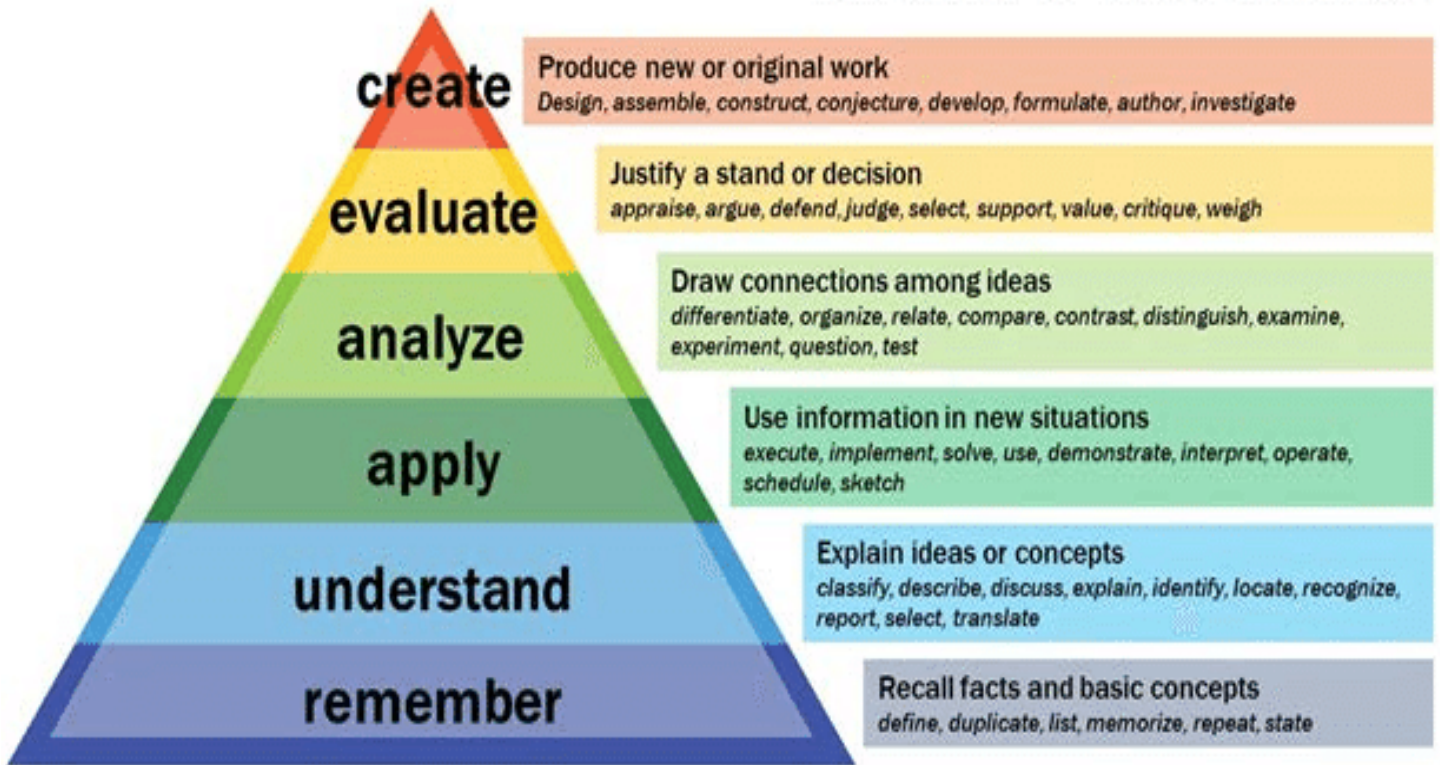 create
Produce new or original work
Design, assemble, construct, conjecture, develop, formulate, author, investigate
evaluate
Justify a stand or decision
appraise, argue, defend, judge, select, support, value, critique, weigh
analyze
Draw connections among ideas
differentiate, organize, relate, compare, contrast, distinguish, examine,
experiment, question, test
apply
Use information in new situations
execute, implement, solve, use, demonstrate, interpret, operate,
schedule, sketch
understand
Explain ideas or concepts
classify, describe, discuss, explain, identify, locate, recognize,
report, select, translate
remember
Recall facts and basic concepts
define, duplicate, list, memorize, repeat, state